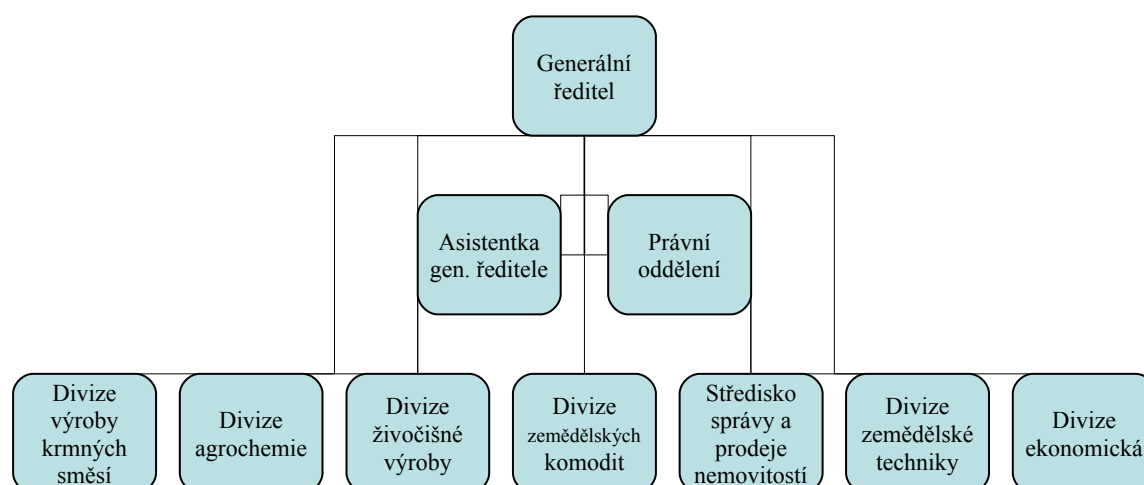 Generální
ředitel
Asistentka
gen. ředitele
Právní
oddělení
Divize
výroby
krmných
směsí
Divize
agrochemie
Divize
živočišné
výroby
Divize
zemědělských
komodit
Středisko
správy a
prodeje
nemovitostí
Divize
zemědělské
techniky
Divize
ekonomická